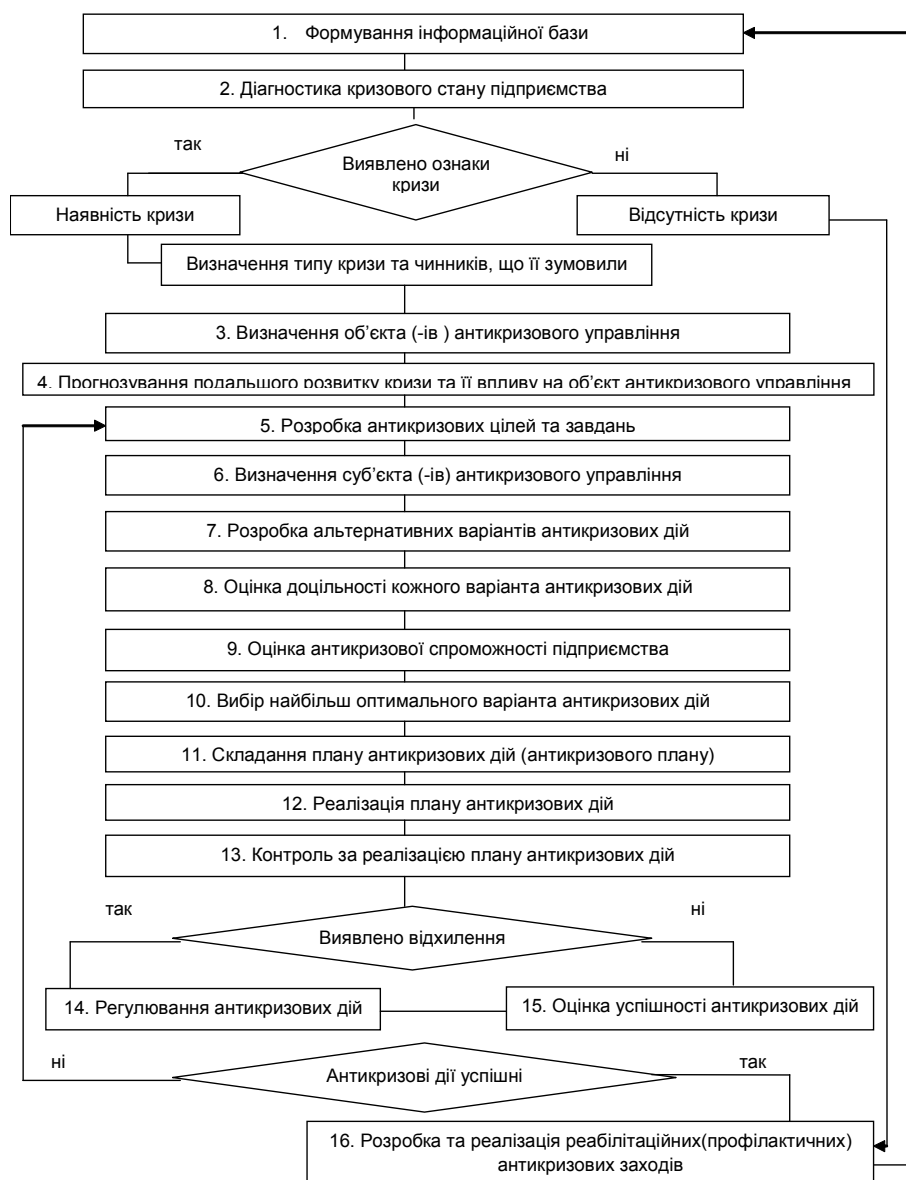 1. Формування інформаційної бази
2. Діагностика кризового стану підприємства
так
ні
Виявлено ознаки
кризи
Наявність кризи
Відсутність кризи
Визначення типу кризи та чинників, що її зумовили
3. Визначення об’єкта (-ів ) антикризового управління
4. Прогнозування подальшого розвитку кризи та її впливу на об’єкт антикризового управління
5. Розробка антикризових цілей та завдань
6. Визначення суб’єкта (-ів) антикризового управління
7. Розробка альтернативних варіантів антикризових дій
8. Оцінка доцільності кожного варіанта антикризових дій
9. Оцінка антикризової спроможності підприємства
10. Вибір найбільш оптимального варіанта антикризових дій
11. Складання плану антикризових дій (антикризового плану)
12. Реалізація плану антикризових дій
13. Контроль за реалізацією плану антикризових дій
так
ні
Виявлено відхилення
14. Регулювання антикризових дій
15. Оцінка успішності антикризових дій
ні
так
Антикризові дії успішні
16. Розробка та реалізація реабілітаційних(профілактичних)
антикризових заходів